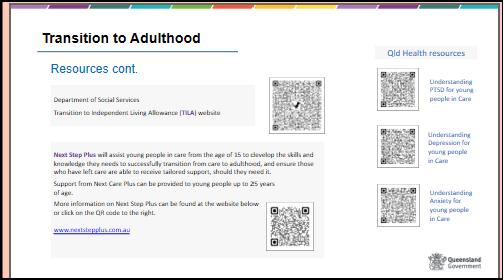 Transition to Adulthood
Resources cont.
Department of Social Services
Transition to Independent Living Allowance (TILA) website
Next Step Plus will assist young people in care from the age of 15 to develop the skills and
knowledge they needs to successfully transition from care to adulthood, and ensure those
who have left care are able to receive tailored support, should they need it.
Support from Next Care Plus can be provided to young people up to 25 years
of age.
More information on Next Step Plus can be found at the website below
or click on the QR code to the right.
www.nextstepplus.com.au
Qld Health resources
Understanding
PTSD for young
people in Care
Understanding
Depression for
young people
in Care
Understanding
Anxiety for
young people
in Care
Queensland
Government